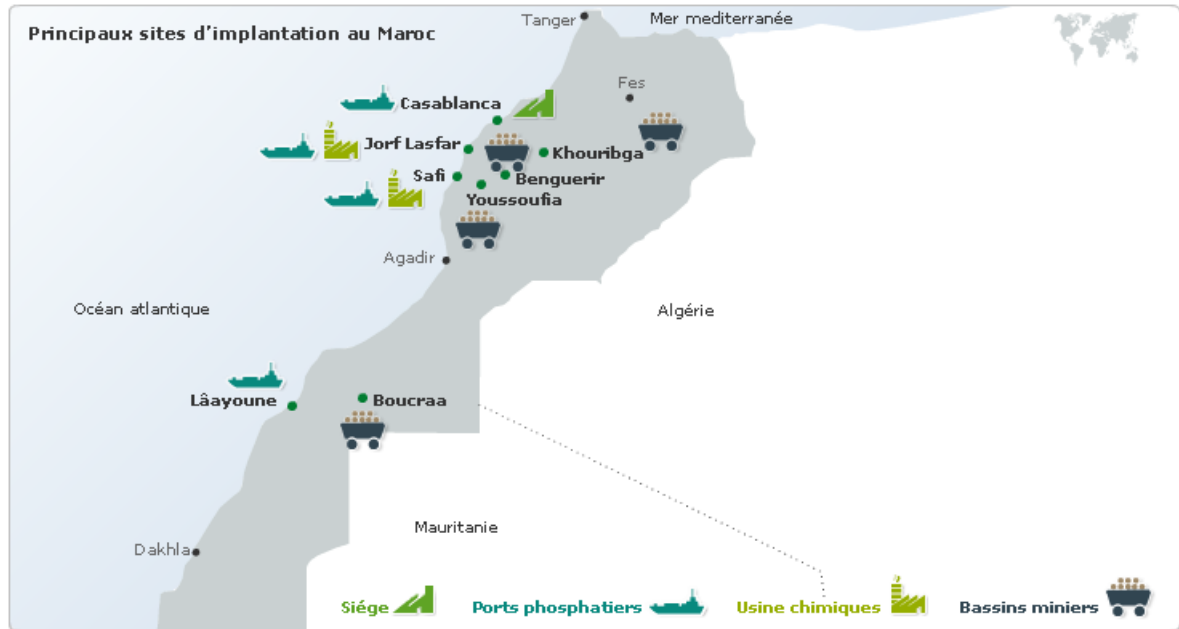 Principaux sites d'implantation au Maroc
Tanger
Mer mediterranée
Fes
Casablanca
Jorf Lasfar
Khouribga
Safi
Benguerir
Youssoufia
Agadir
Océan atlantique
Algérie
Lâayoune
Boucraa
Mauritanie
Dakhla
Siége
Ports phosphatiers
Usine chimiques
Bassins miniers